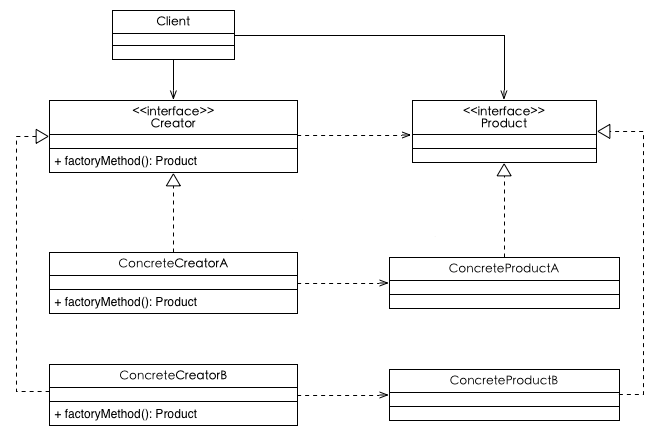 Client
<<interface>>
Creator
+ factoryMethod(): Product
<<interface>>
Product
ConcreteCreatorA
+ factoryMethod(): Product
ConcreteProductA
ConcreteCreatorB
+ factoryMethod(): Product
ConcreteProductB